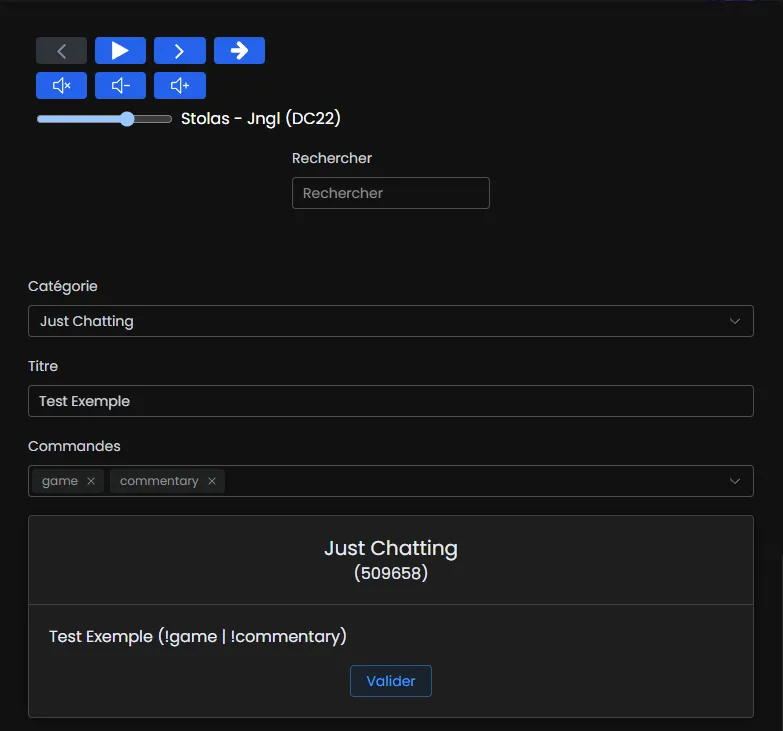 Stolas - Jngl (DC22)
Rechercher
Rechercher
Catégorie
Just Chatting
Titre
Test Exemple
Commandes
game × commentary ×
Just Chatting
(509658)
Test Exemple (!game | !commentary)
Valider